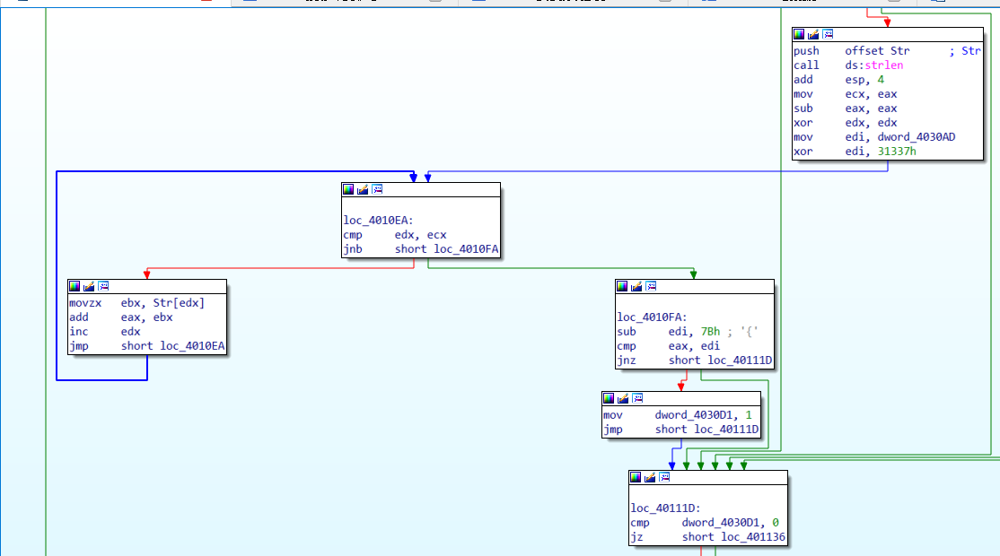 push offset Str ; Str
call ds:strlen
add esp, 4
mov ecx, eax
sub eax, eax
xor edx, edx
mov edi, dword_4030AD
xor edi, 31337h
loc_4010EA:
cmp edx, ecx
jnb short loc_4010FA
movzx ebx, Str[edx]
add eax, ebx
inc edx
jmp short loc_4010EA
loc_4010FA:
sub edi, 7Bh ; '{'
cmp eax, edi
jnz short loc_40111D
mov dword_4030D1, 1
jmp short loc_40111D
loc_40111D:
cmp dword_4030D1, 0
jz short loc_401136